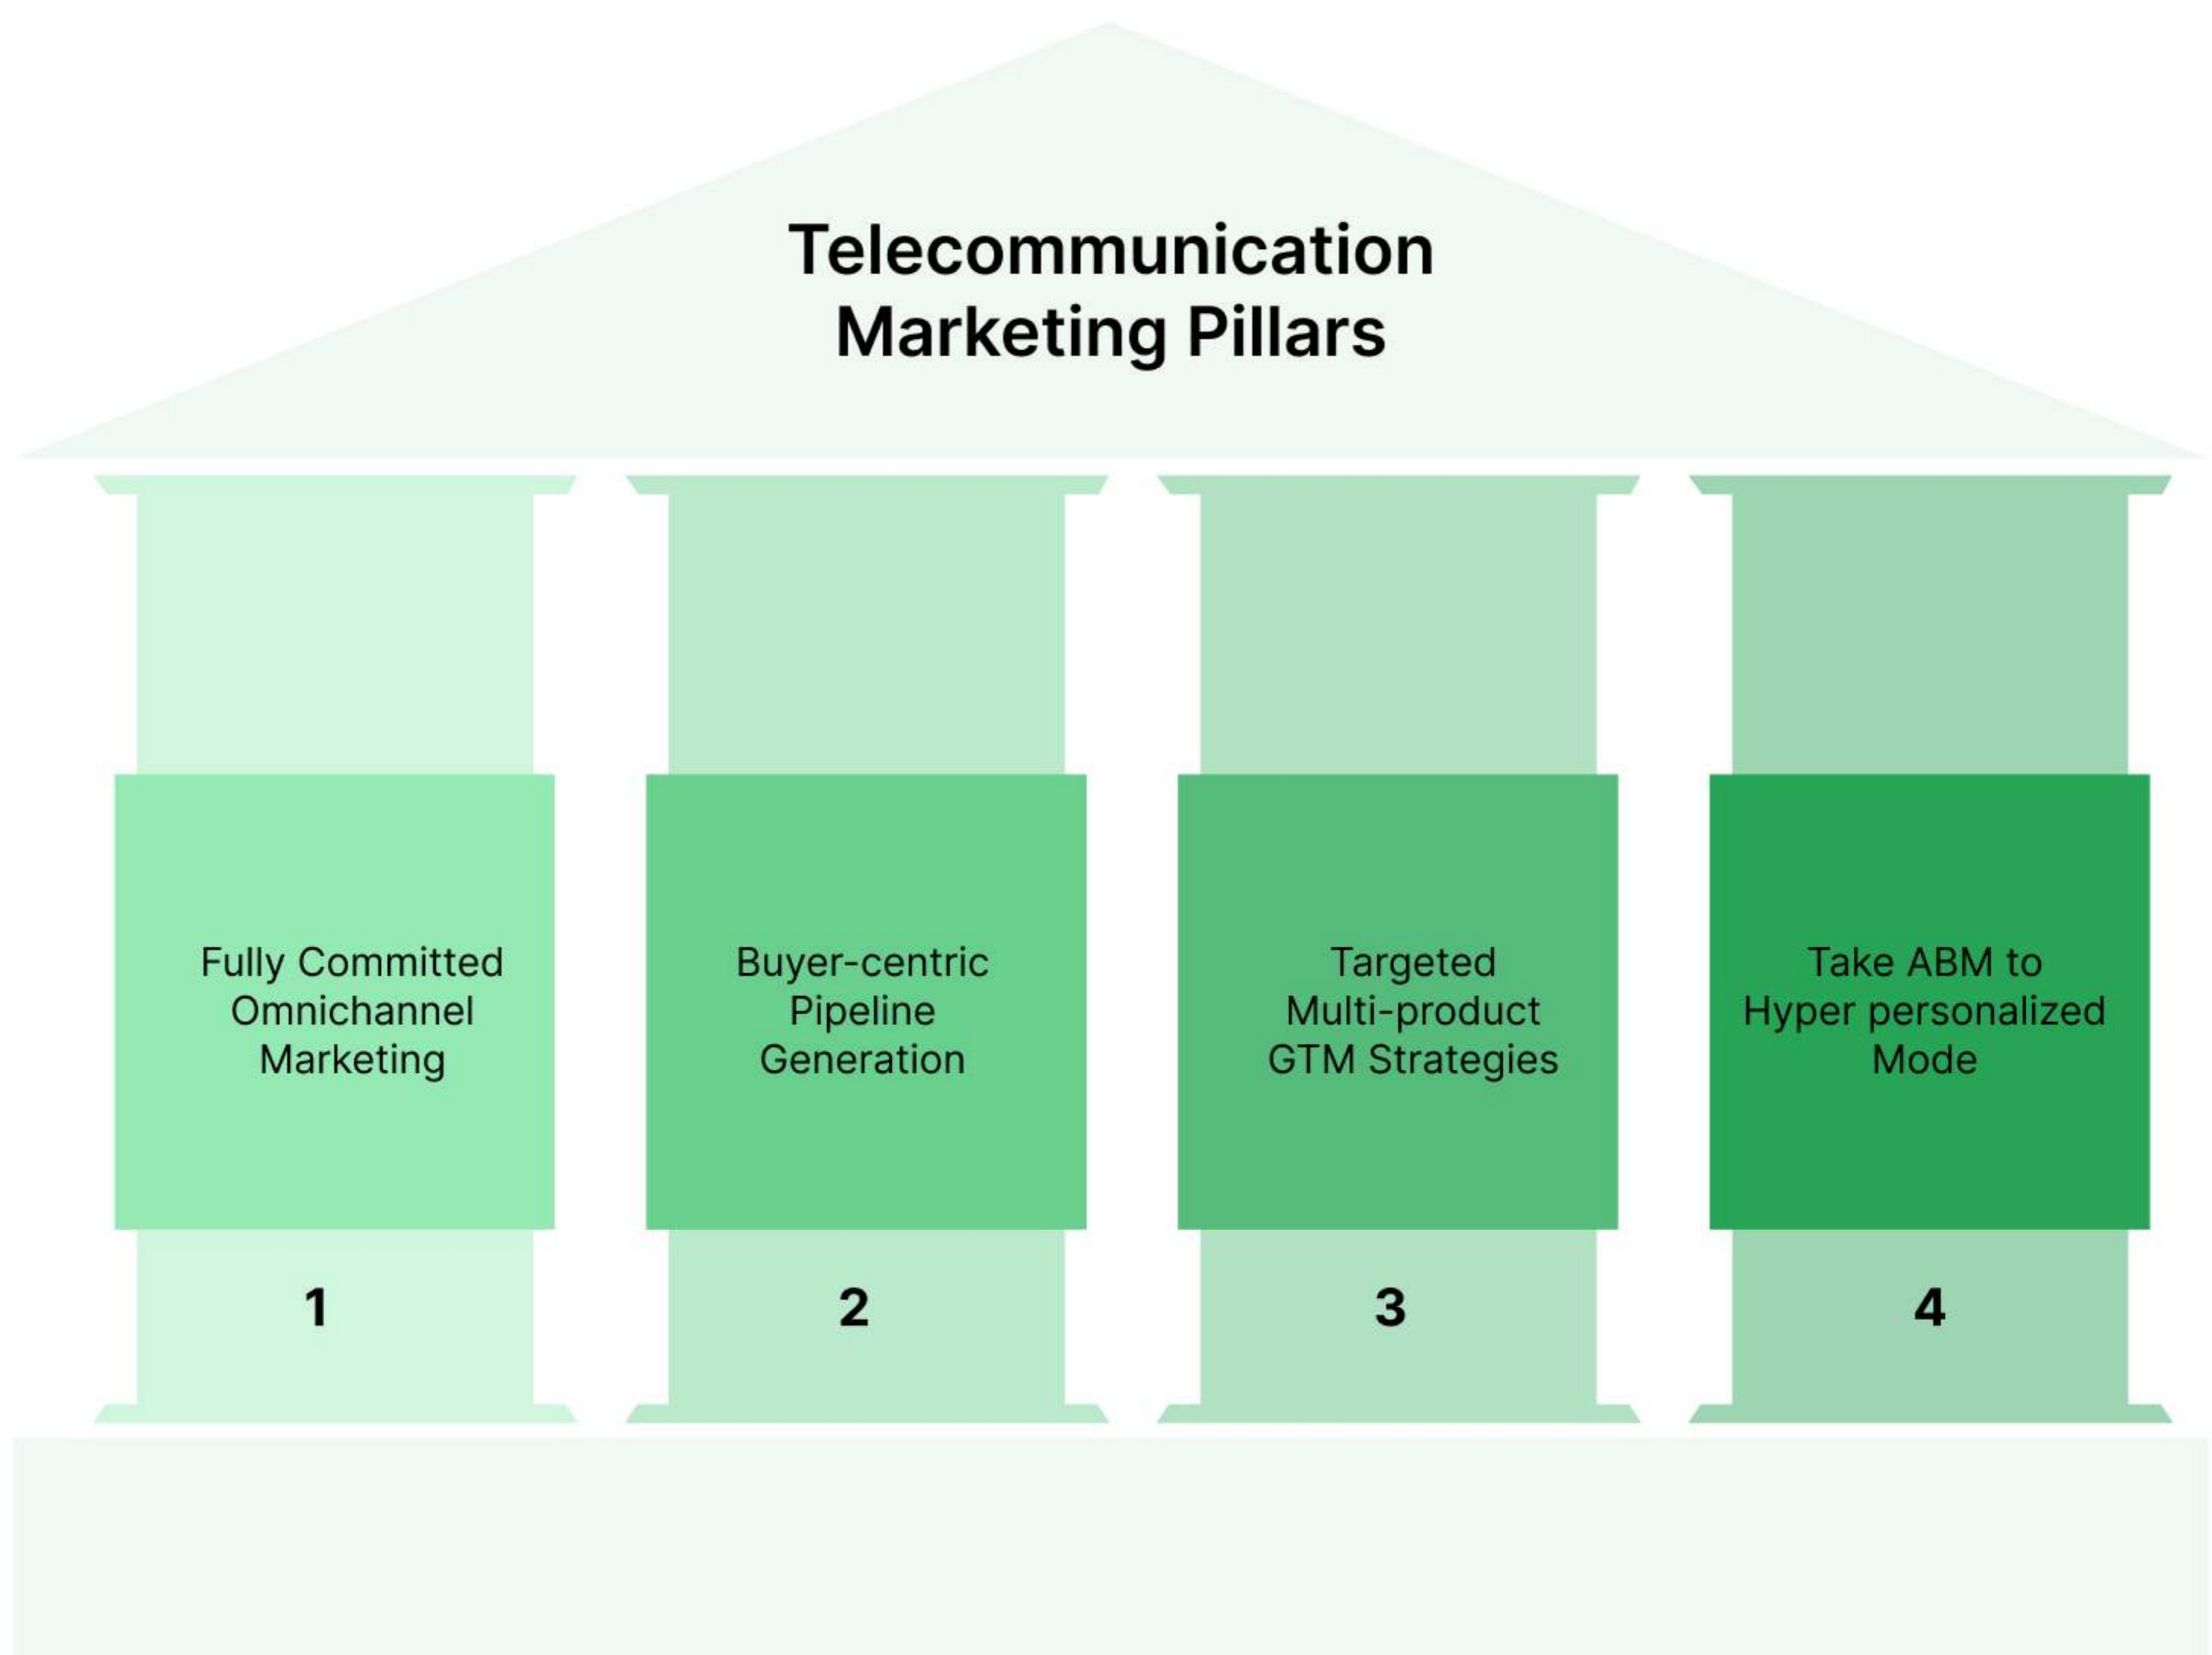 Telecommunication
Marketing Pillars
Fully Committed
Omnichannel
Marketing
1
Buyer-centric
Pipeline
Generation
2
Targeted
Multi-product
GTM Strategies
3
Take ABM to
Hyper personalized
Mode
4